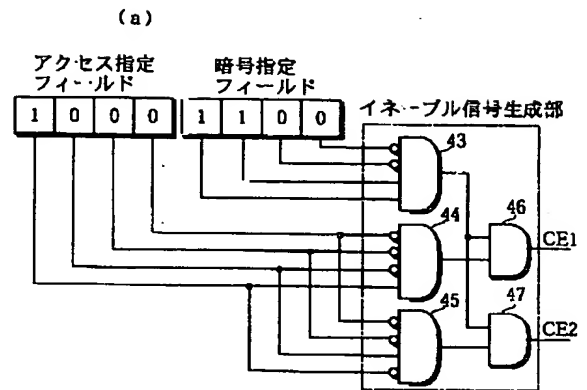 (a)
アクセス指定
フィールド
暗号指定
フィールド
1 0 0 0 1 1 0 0
イネーブル信号生成部
43
44
46
CE1
45
47
CE2